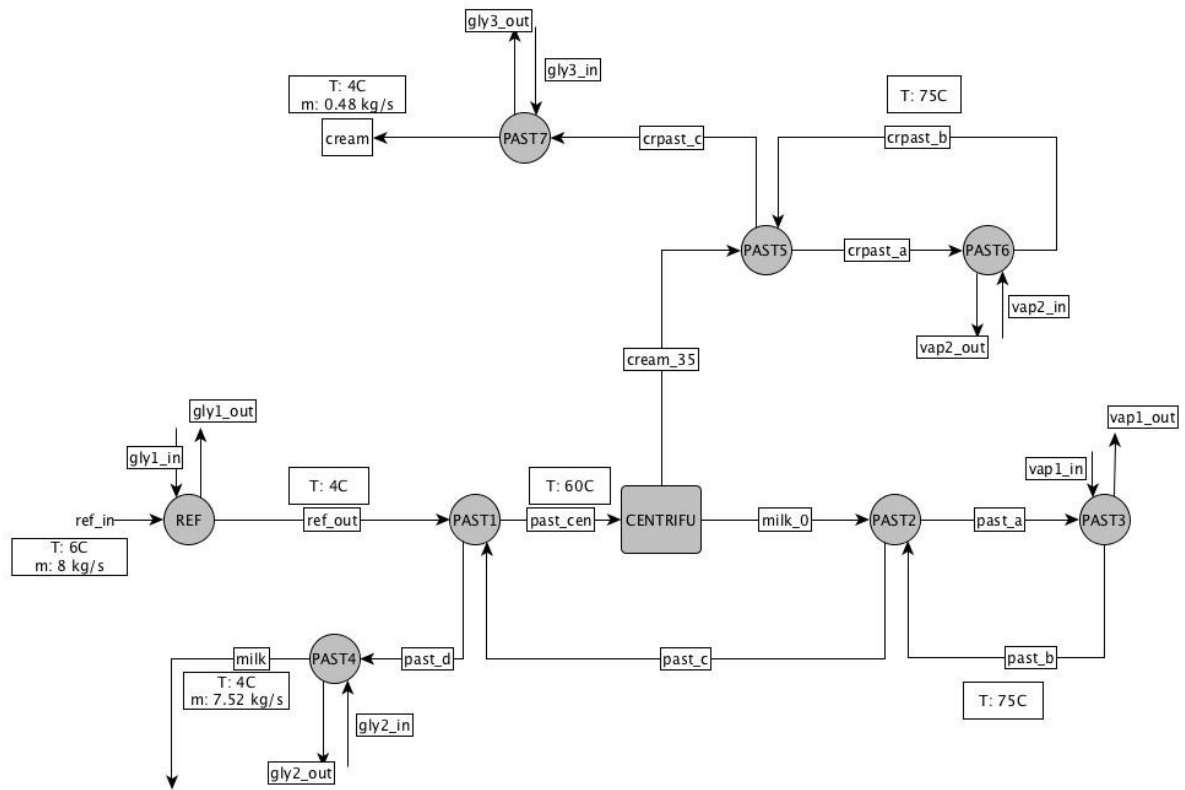 gly3_out
gly3_in
T: 4C
m: 0.48 kg/s
T: 75C
cream
PAST7
crpast_c
crpast_b
PAST5
crpast_a
PAST6
vap2_in
vap2_out
cream_35
gly1_out
gly1_in
vap1_out
vap1_in
T: 4C
T: 60C
ref_in
REF
ref_out
PAST1
past_cen
CENTRIFU
milk_0
PAST2
past_a
PAST3
T: 6C
m: 8 kg/s
milk
PAST4
past_d
past_c
past_b
T: 4C
m: 7.52 kg/s
T: 75C
gly2_in
gly2_out